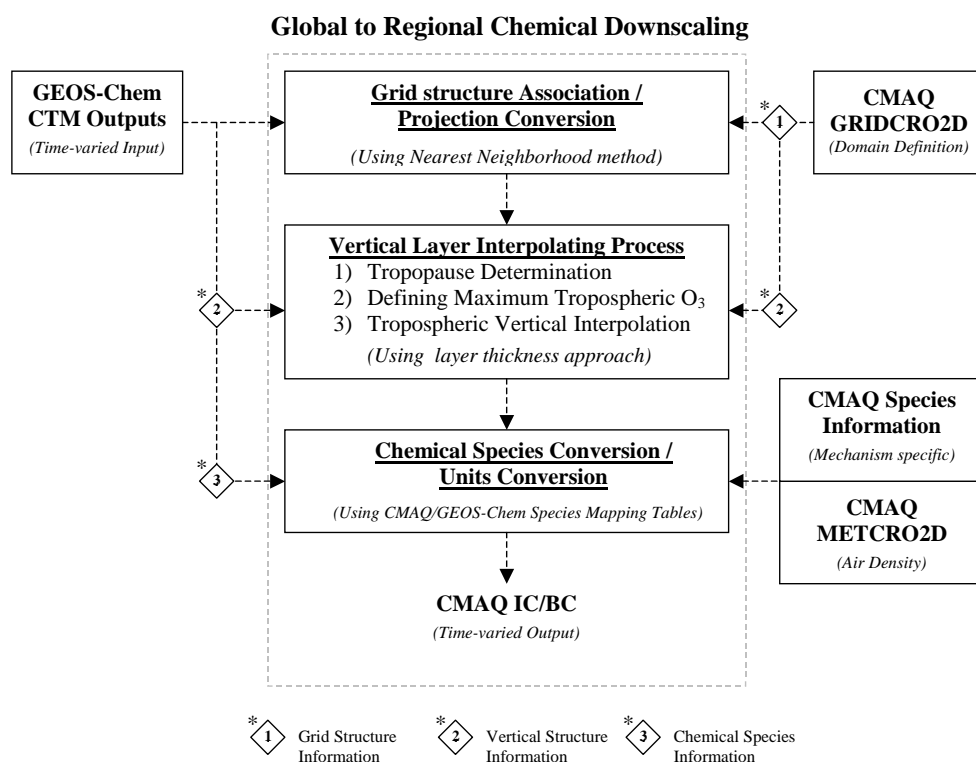 Global to Regional Chemical Downscaling
GEOS-Chem
CTM Outputs
(Time-varied Input)
Grid structure Association /
Projection Conversion
(Using Nearest Neighborhood method)
* 1
CMAQ
GRIDCRO2D
(Domain Definition)
Vertical Layer Interpolating Process
1) Tropopause Determination
2) Defining Maximum Tropospheric O3
3) Tropospheric Vertical Interpolation
(Using layer thickness approach)
* 2
* 2
Chemical Species Conversion /
Units Conversion
(Using CMAQ/GEOS-Chem Species Mapping Tables)
* 3
CMAQ Species
Information
(Mechanism specific)
CMAQ
METCRO2D
(Air Density)
CMAQ IC/BC
(Time-varied Output)
* 1 Grid Structure
Information
* 2 Vertical Structure
Information
* 3 Chemical Species
Information